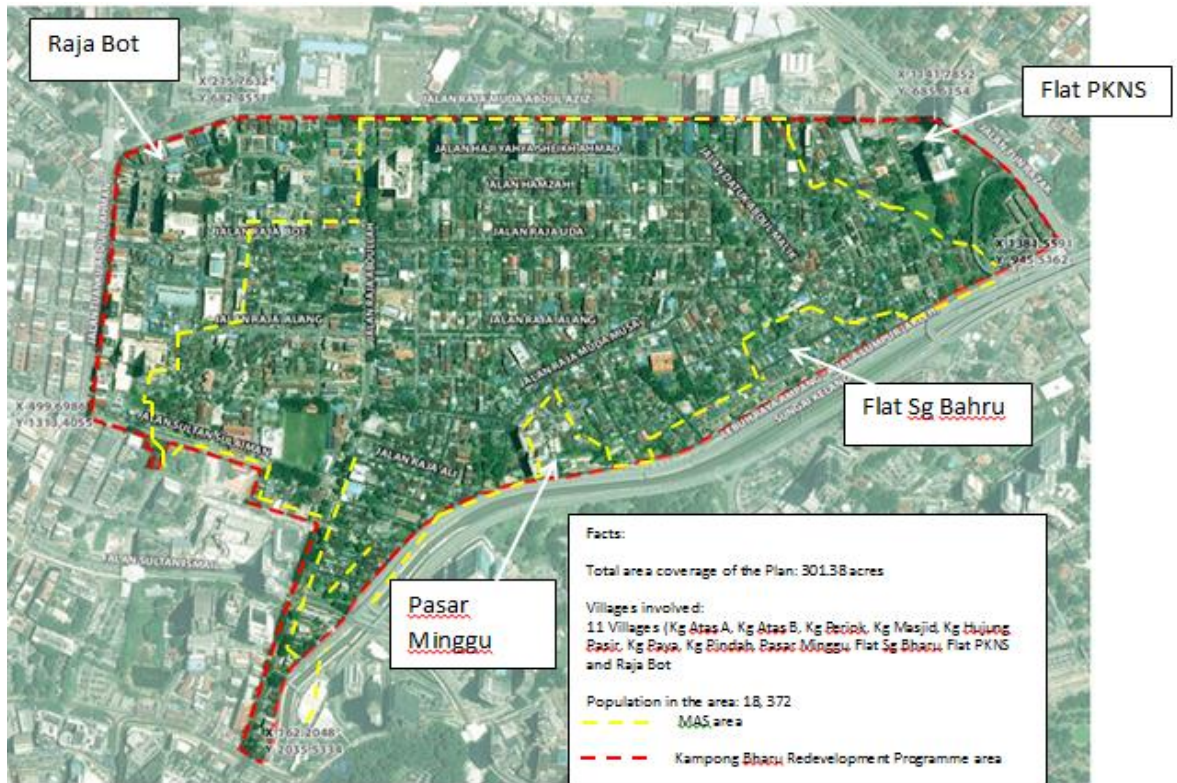 Raja Bot
Flat PKNS
JALAN RAJA MUDA ABDUL AZIZ
JALAN HAJI YAHYA SHEIKH AHMAD
JALAN HAMZAH
JALAN RAJA BOT
JALAN RAJA UDA
JALAN RAJA ABDULLAH
JALAN RAJA ALANG
JALAN RAJA ALANG
JALAN RAJA MUDA MUSA
Flat Sg Bahru
JALAN SULTAN SULAIMAN
JALAN RAJA ALI
JALAN SULTAN ISMAIL
Pasar
Minggu
Facts:
Total area coverage of the Plan: 301.38 acres
Villages involved:
11 Villages (Kg Atas A, Kg Atas B, Kg Periok, Kg Masjid, Kg Hujung
Pasir, Kg Paya, Kg Pindah, Pasar Minggu, Flat Sg Bharu, Flat PKNS
and Raja Bot
Population in the area: 18, 372
MAS area
Kampong Bharu Redevelopment Programme area